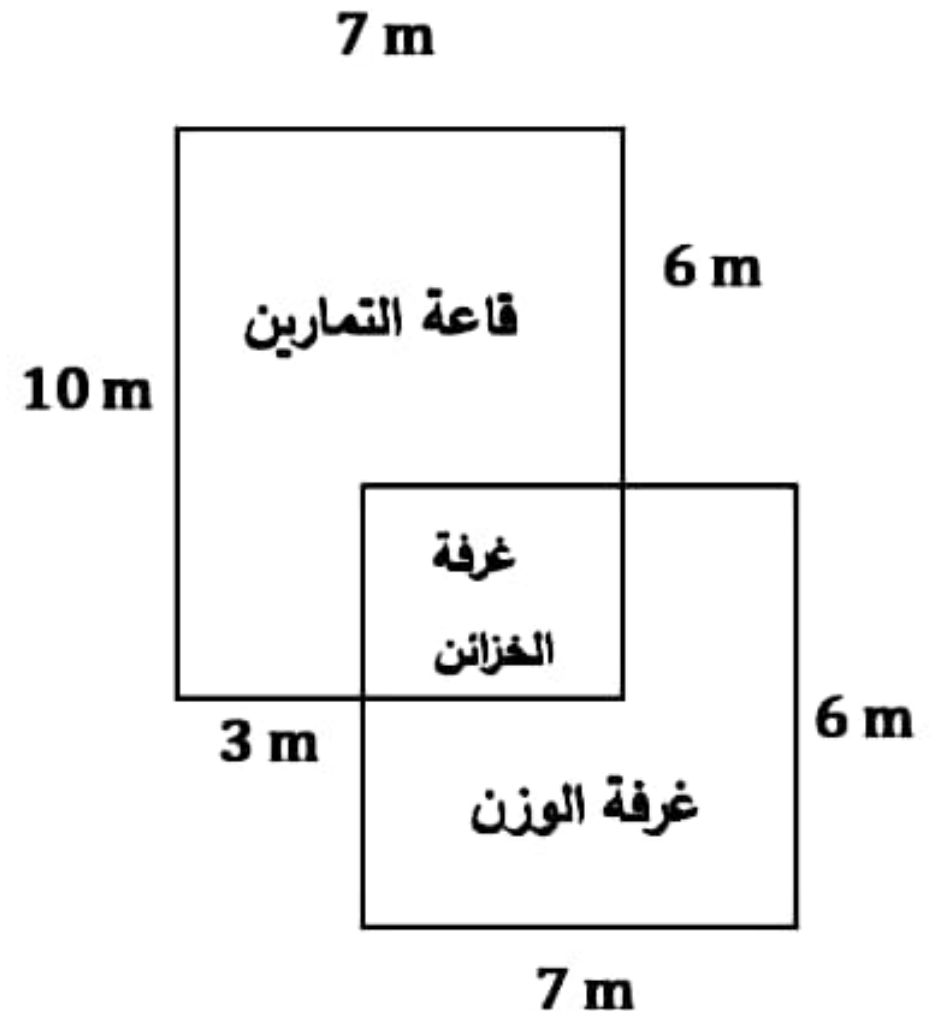 7 m
6 m
قاعة التمارين
10 m
غرفة
الخزائن
3 m
6 m
غرفة الوزن
7 m